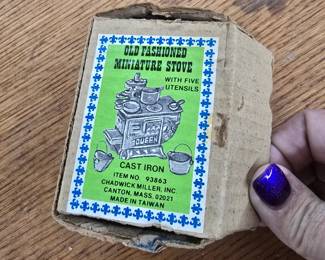 OLD FASHIONED
MINIATURE STOVE
WITH FIVE
UTENSILS
QUEEN
CAST IRON
ITEM NO. 93863
CHADWICK MILLER, INC.
CANTON, MASS. 02021
MADE IN TAIWAN